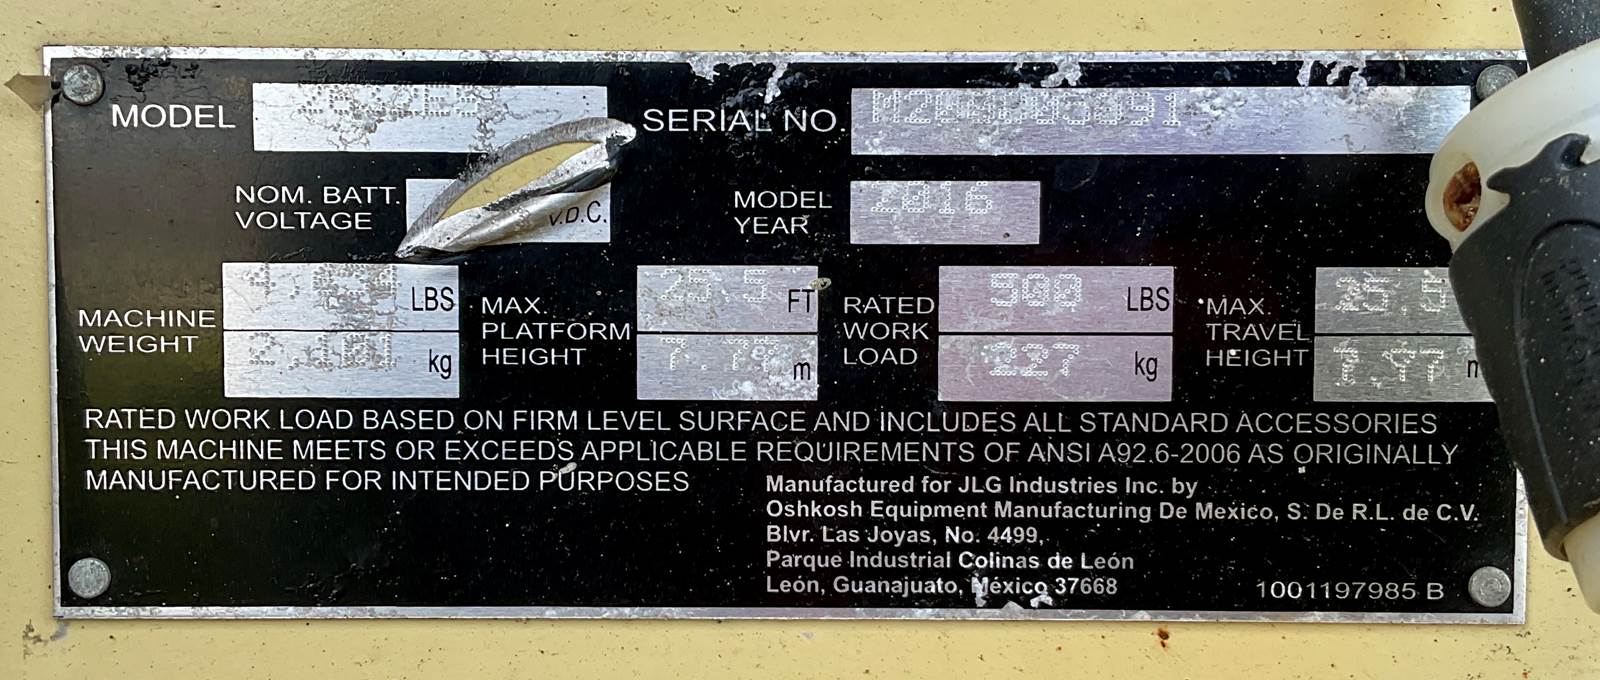 MODEL
SERIAL NO.
NOM. BATT.
VOLTAGE
V.D.C.
MODEL
YEAR
MACHINE
WEIGHT
LBS
kg
MAX.
PLATFORM
HEIGHT
25.5 FT
7.79 m
RATED
WORK
LOAD
500 LBS
227 kg
MAX.
TRAVEL
HEIGHT
RATED WORK LOAD BASED ON FIRM LEVEL SURFACE AND INCLUDES ALL STANDARD ACCESSORIES
THIS MACHINE MEETS OR EXCEEDS APPLICABLE REQUIREMENTS OF ANSI A92.6-2006 AS ORIGINALLY
MANUFACTURED FOR INTENDED PURPOSES
Manufactured for JLG Industries Inc. by
Oshkosh Equipment Manufacturing De Mexico, S. De R.L. de C.V.
Blvr. Las Joyas, No. 4499,
Parque Industrial Colinas de León
León, Guanajuato, México 37668
1001197985 B